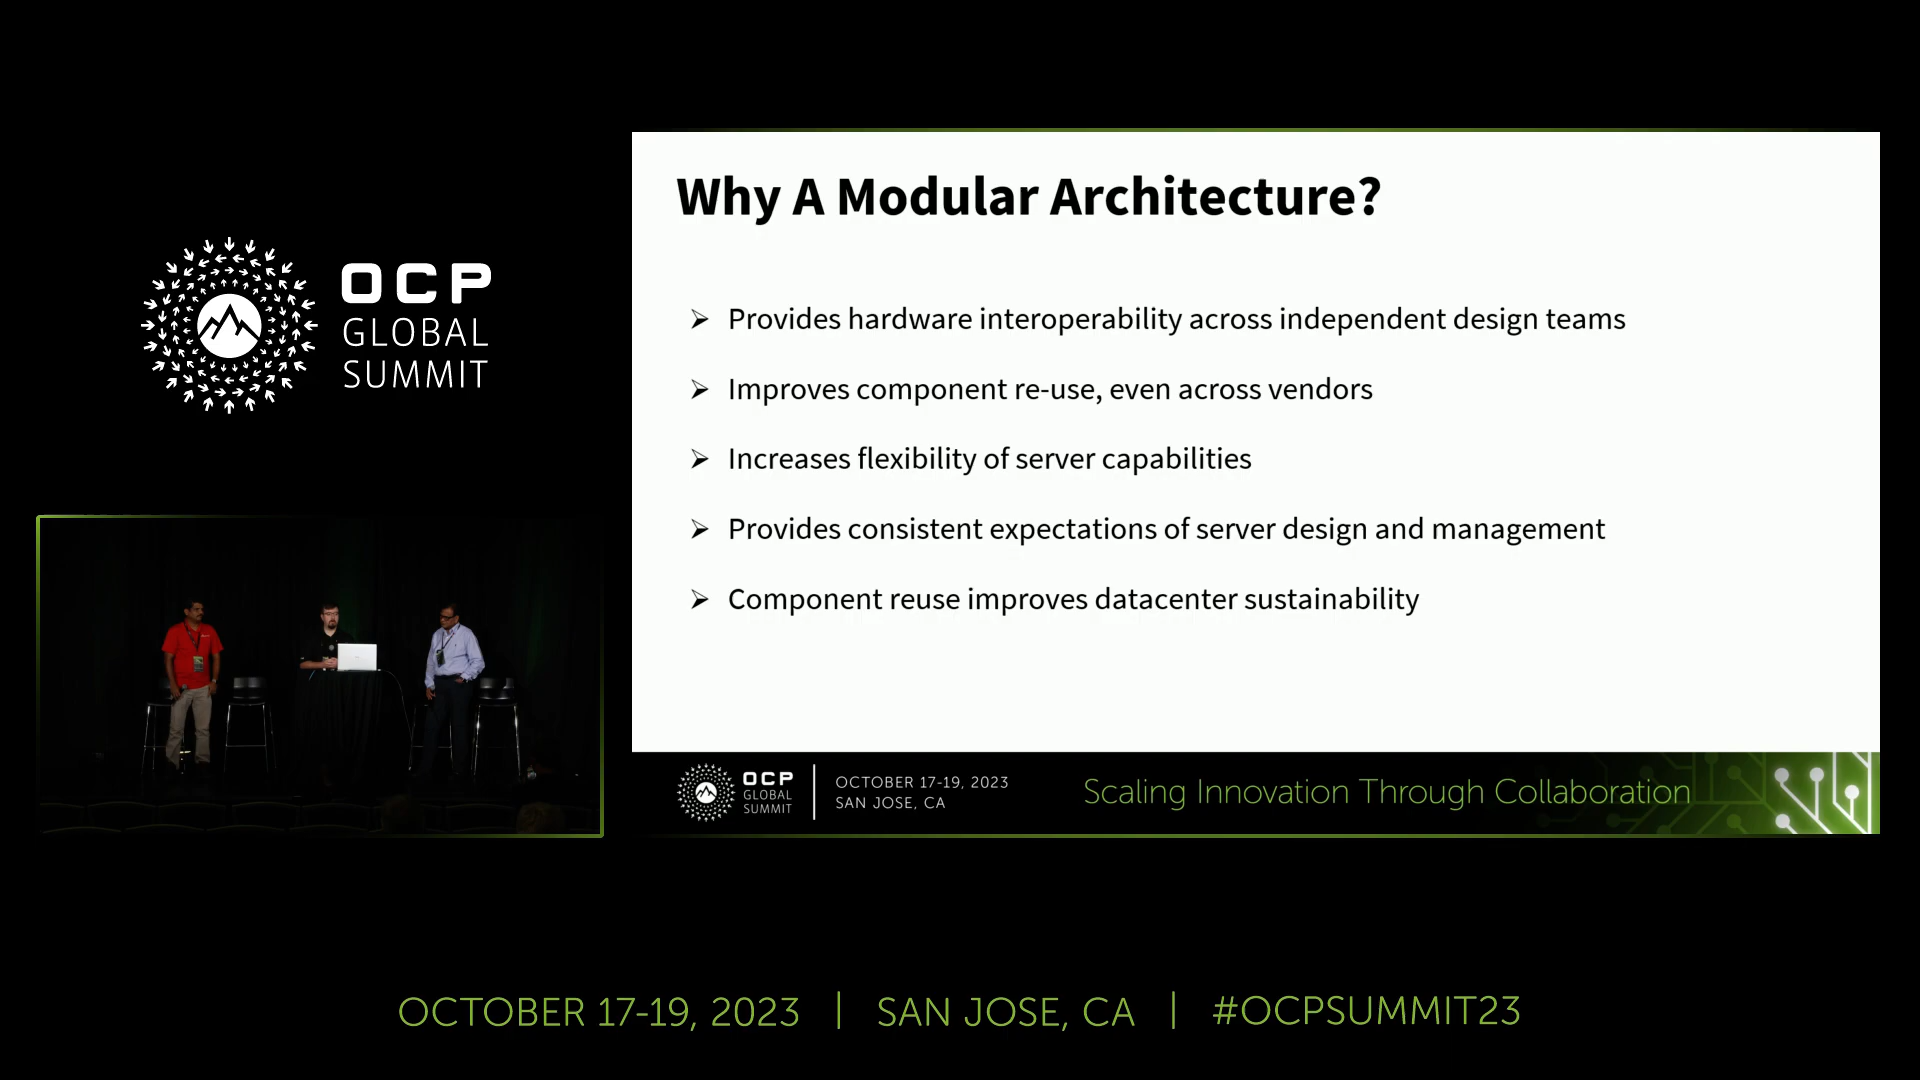 OCP
GLOBAL
SUMMIT
Why A Modular Architecture?
Provides hardware interoperability across independent design teams
Improves component re-use, even across vendors
Increases flexibility of server capabilities
Provides consistent expectations of server design and management
Component reuse improves datacenter sustainability
OCP
GLOBAL
SUMMIT
OCTOBER 17-19, 2023
SAN JOSE, CA
Scaling Innovation Through Collaboration
OCTOBER 17-19, 2023 | SAN JOSE, CA | #OCPSUMMIT23